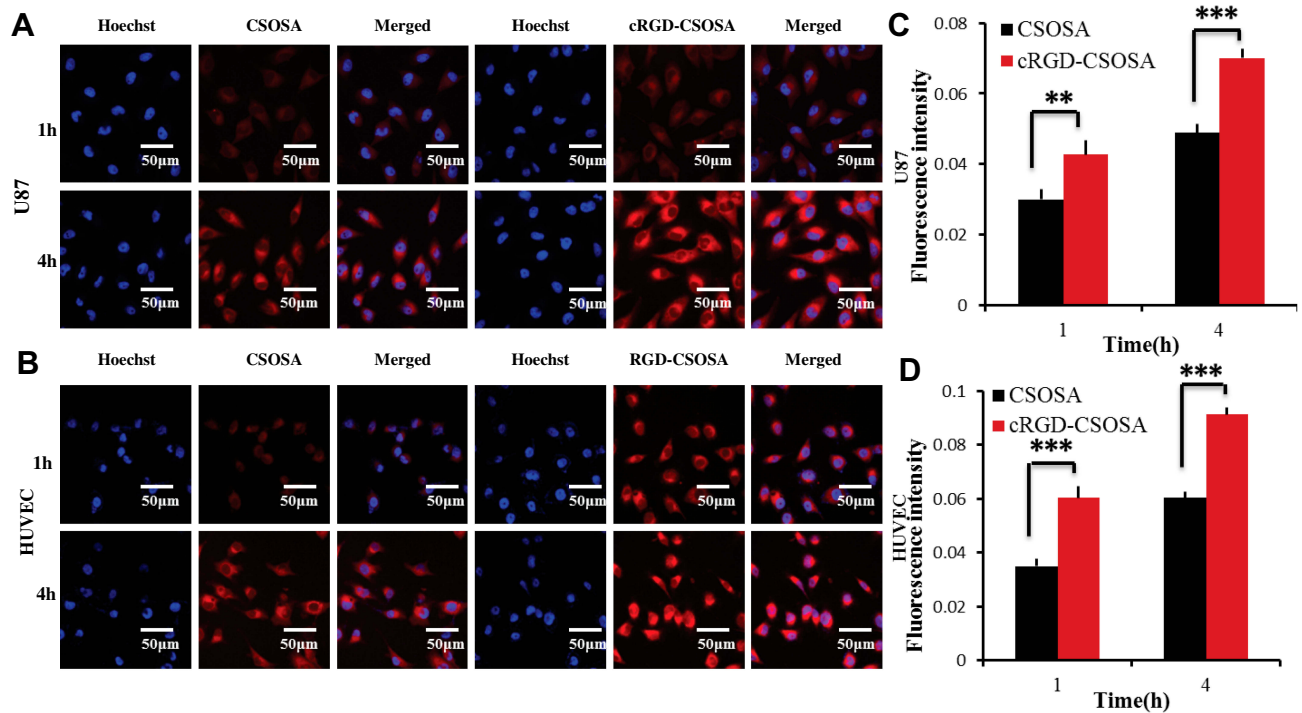 A
Hoechst CSOSA Merged Hoechst cRGD-CSOSA Merged
U87
1h
50µm 50µm 50µm 50µm 50µm 50µm
4h
50µm 50µm 50µm 50µm 50µm 50µm
B
Hoechst CSOSA Merged Hoechst RGD-CSOSA Merged
HUVEC
1h
50µm 50µm 50µm 50µm 50µm 50µm
4h
50µm 50µm 50µm 50µm 50µm 50µm
C
U87
Fluorescence intensity
0.08
0.06
0.04
0.02
0
CSOSA
cRGD-CSOSA
**
***
1 4
Time(h)
D
HUVEC
Fluorescence intensity
0.1
0.08
0.06
0.04
0.02
0
CSOSA
cRGD-CSOSA
***
***
1 4
Time(h)